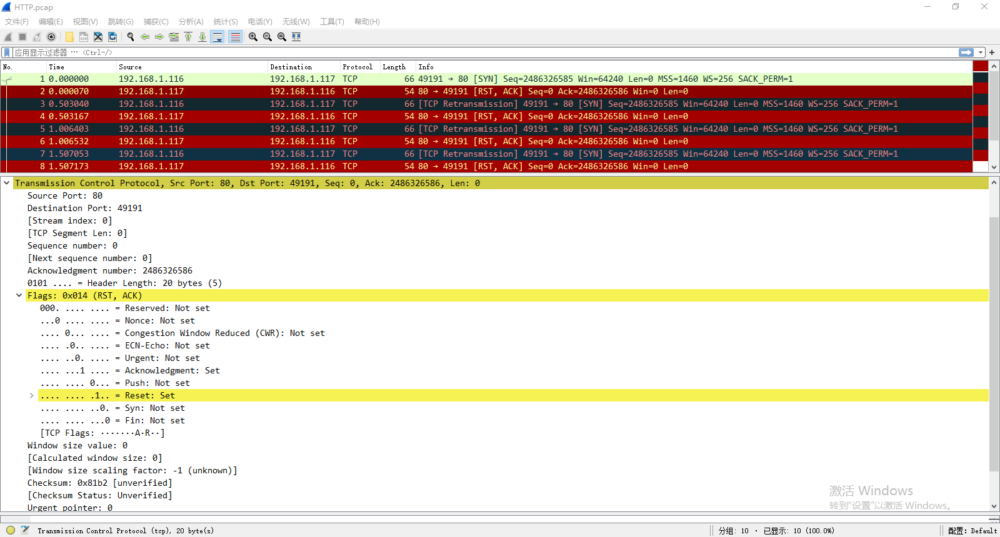 HTTP.pcap
文件(F) 编辑(E) 视图(V) 跳转(G) 捕获(C) 分析(A) 统计(S) 电话(Y) 无线(W) 工具(T) 帮助(H)
应用显示过滤器 … <Ctrl-/>
No. Time Source Destination Protocol Length Info
1 0.000000 192.168.1.116 192.168.1.117 TCP 66 49191 → 80 [SYN] Seq=2486326585 Win=64240 Len=0 MSS=1460 WS=256 SACK_PERM=1
2 0.000070 192.168.1.117 192.168.1.116 TCP 54 80 → 49191 [RST, ACK] Seq=0 Ack=2486326586 Win=0 Len=0
3 0.503040 192.168.1.116 192.168.1.117 TCP 66 [TCP Retransmission] 49191 → 80 [SYN] Seq=2486326585 Win=64240 Len=0 MSS=1460 WS=256 SACK_PERM=1
4 0.503167 192.168.1.117 192.168.1.116 TCP 54 80 → 49191 [RST, ACK] Seq=0 Ack=2486326586 Win=0 Len=0
5 1.006403 192.168.1.116 192.168.1.117 TCP 66 [TCP Retransmission] 49191 → 80 [SYN] Seq=2486326585 Win=64240 Len=0 MSS=1460 WS=256 SACK_PERM=1
6 1.006532 192.168.1.117 192.168.1.116 TCP 54 80 → 49191 [RST, ACK] Seq=0 Ack=2486326586 Win=0 Len=0
7 1.507053 192.168.1.116 192.168.1.117 TCP 66 [TCP Retransmission] 49191 → 80 [SYN] Seq=2486326585 Win=64240 Len=0 MSS=1460 WS=256 SACK_PERM=1
8 1.507173 192.168.1.117 192.168.1.116 TCP 54 80 → 49191 [RST, ACK] Seq=0 Ack=2486326586 Win=0 Len=0
Transmission Control Protocol, Src Port: 80, Dst Port: 49191, Seq: 0, Ack: 2486326586, Len: 0
Source Port: 80
Destination Port: 49191
[Stream index: 0]
[TCP Segment Len: 0]
Sequence number: 0
[Next sequence number: 0]
Acknowledgment number: 2486326586
0101 .... = Header Length: 20 bytes (5)
Flags: 0x014 (RST, ACK)
000. .... .... = Reserved: Not set
...0 .... .... = Nonce: Not set
.... 0... .... = Congestion Window Reduced (CWR): Not set
.... .0.. .... = ECN-Echo: Not set
.... ..0. .... = Urgent: Not set
.... ...1 .... = Acknowledgment: Set
.... .... 0... = Push: Not set
.... .... .1.. = Reset: Set
.... .... ..0. = Syn: Not set
.... .... ...0 = Fin: Not set
[TCP Flags: ·······A·R··]
Window size value: 0
[Calculated window size: 0]
[Window size scaling factor: -1 (unknown)]
Checksum: 0x81b2 [unverified]
[Checksum Status: Unverified]
Urgent pointer: 0
激活 Windows
转到"设置"以激活 Windows。
Transmission Control Protocol (tcp), 20 byte(s) 分组: 10 · 已显示: 10 (100.0%) 配置: Default